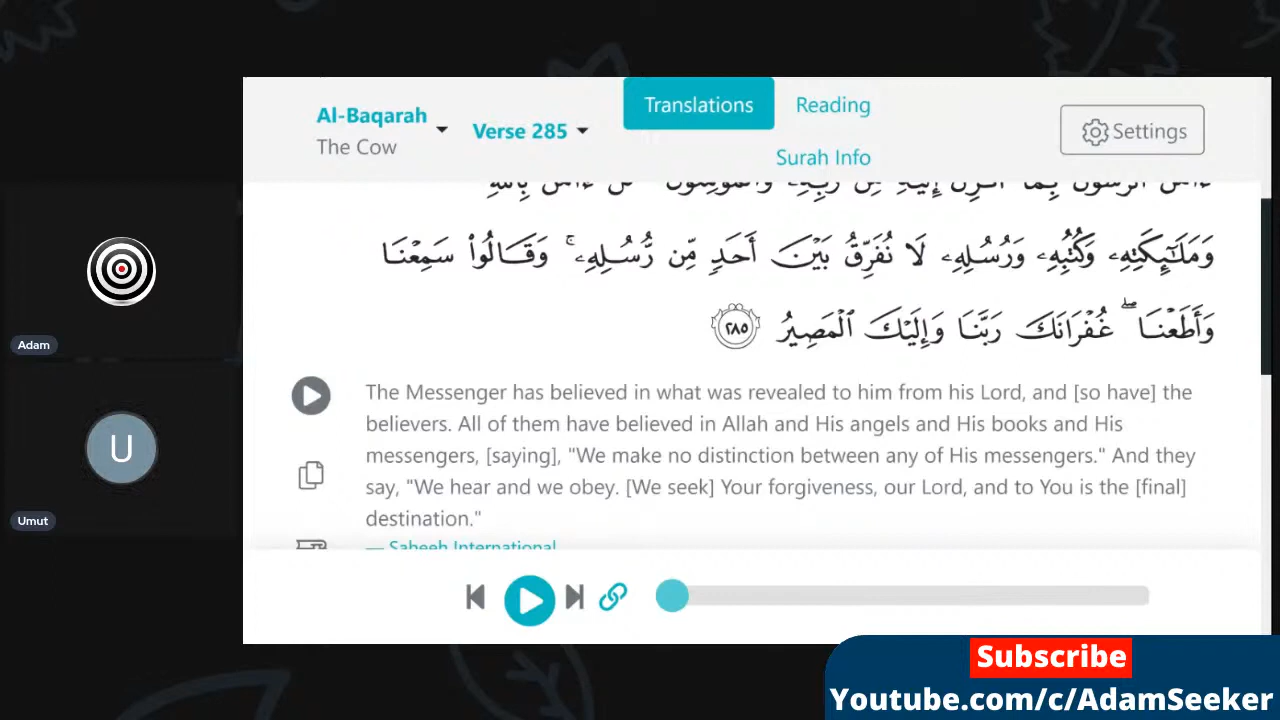 Adam
U
Umut
Al-Baqarah
The Cow
Verse 285
Translations
Reading
Surah Info
Settings
وَمَلَـٰٓئِكَتِهِۦ وَكُتُبِهِۦ وَرُسُلِهِۦ لَا نُفَرِّقُ بَيْنَ أَحَدٍ مِّن رُّسُلِهِۦ ۚ وَقَالُوا۟ سَمِعْنَا
وَأَطَعْنَا ۖ غُفْرَانَكَ رَبَّنَا وَإِلَيْكَ ٱلْمَصِيرُ ٢٨٥
The Messenger has believed in what was revealed to him from his Lord, and [so have] the
believers. All of them have believed in Allah and His angels and His books and His
messengers, [saying], "We make no distinction between any of His messengers." And they
say, "We hear and we obey. [We seek] Your forgiveness, our Lord, and to You is the [final]
destination."
— Saheeh International
Subscribe
Youtube.com/c/AdamSeeker